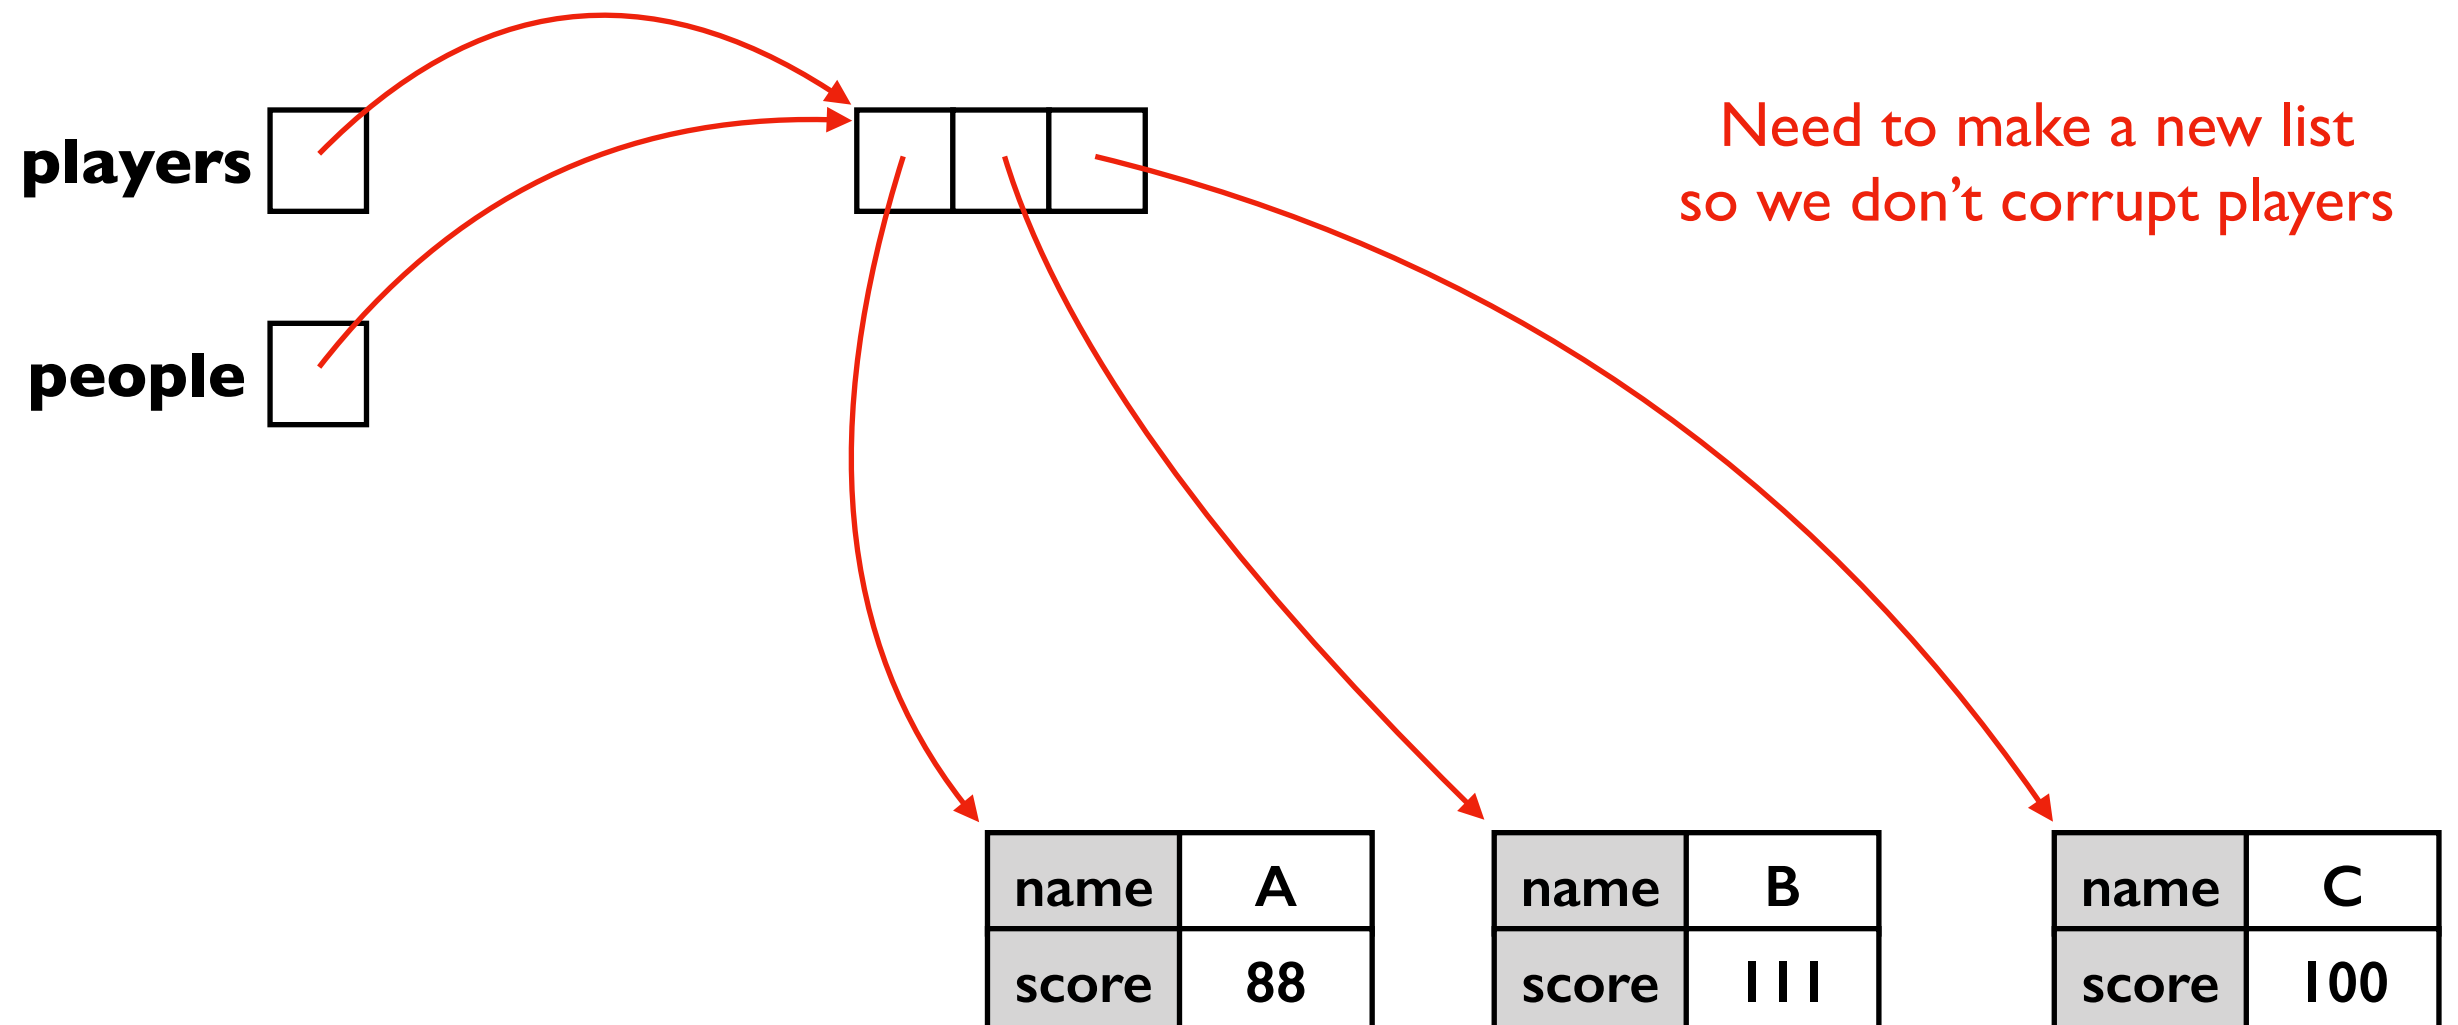 players
Need to make a new list
so we don’t corrupt players
people
name A name B name C
score 88 score 111 score 100